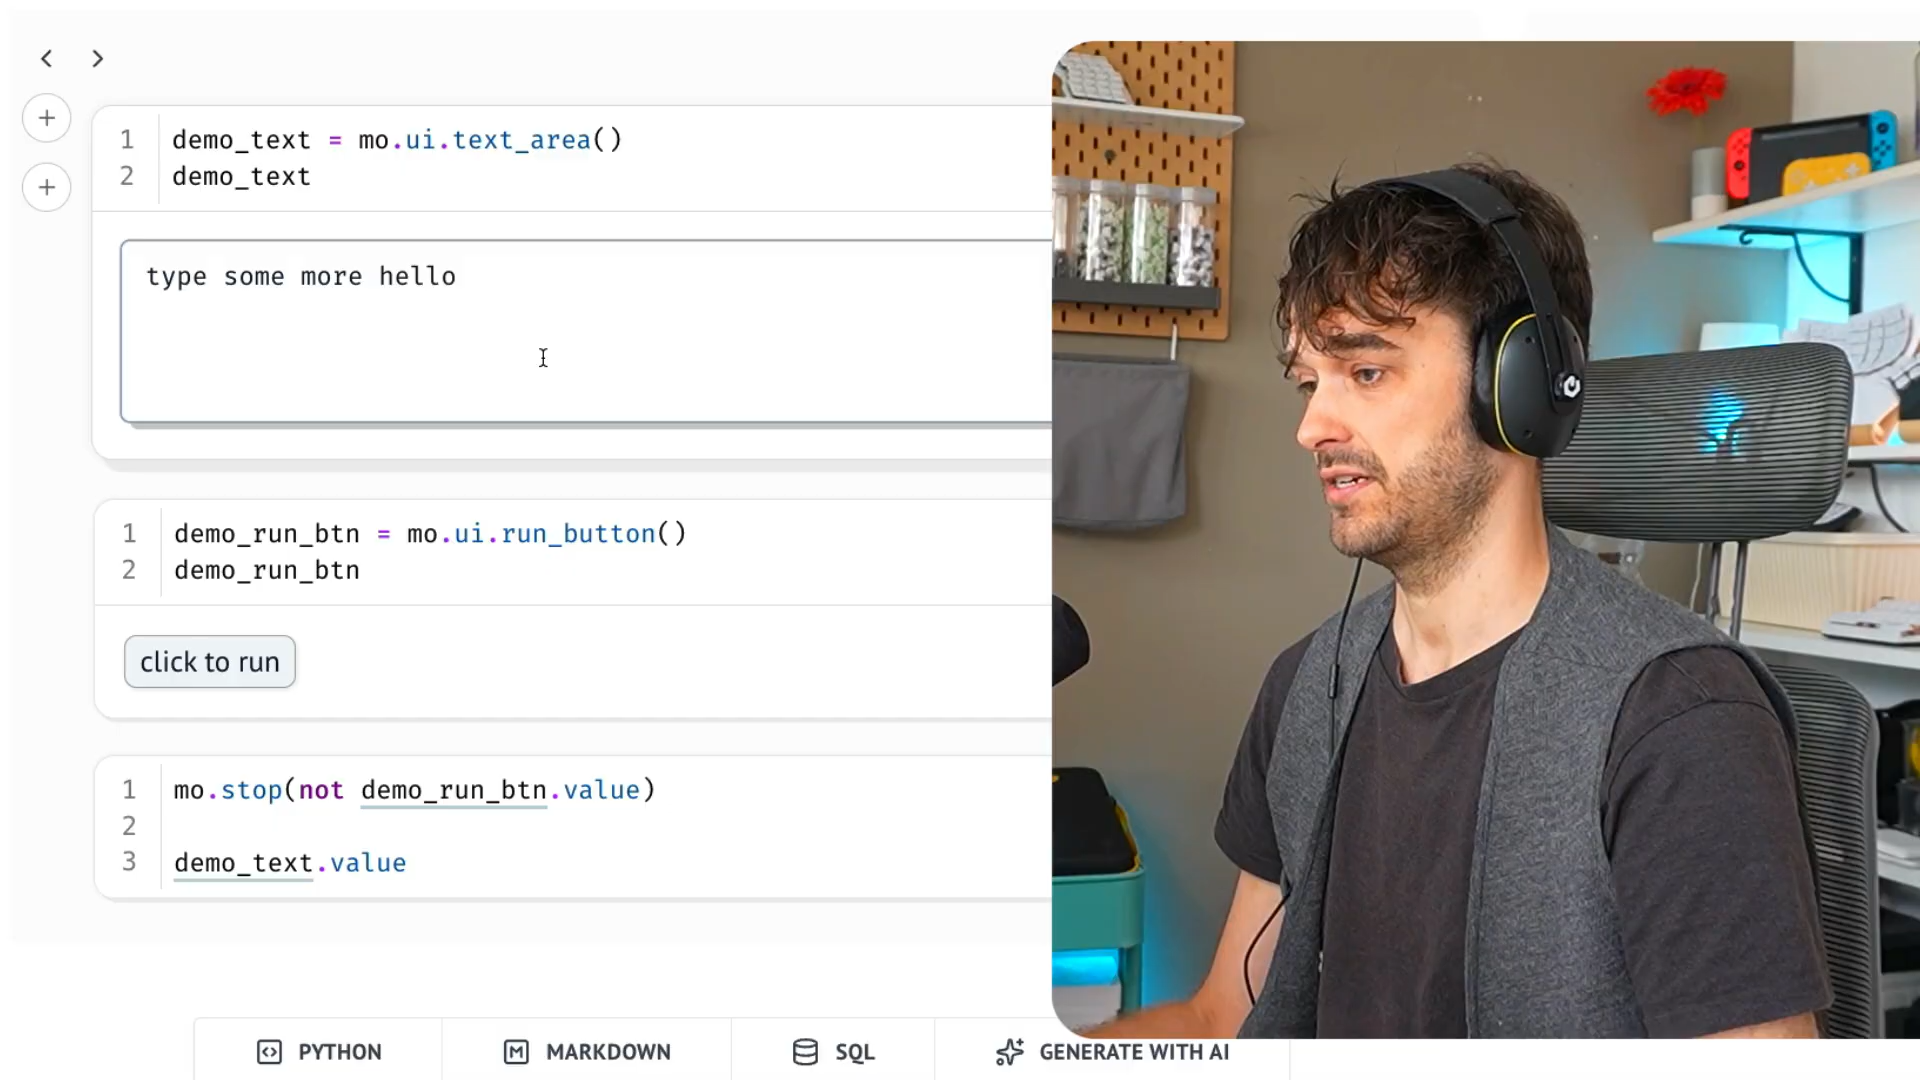 1 demo_text = mo.ui.text_area()
2 demo_text
type some more hello
1 demo_run_btn = mo.ui.run_button()
2 demo_run_btn
click to run
1 mo.stop(not demo_run_btn.value)
2
3 demo_text.value
PYTHON
MARKDOWN
SQL
GENERATE WITH AI